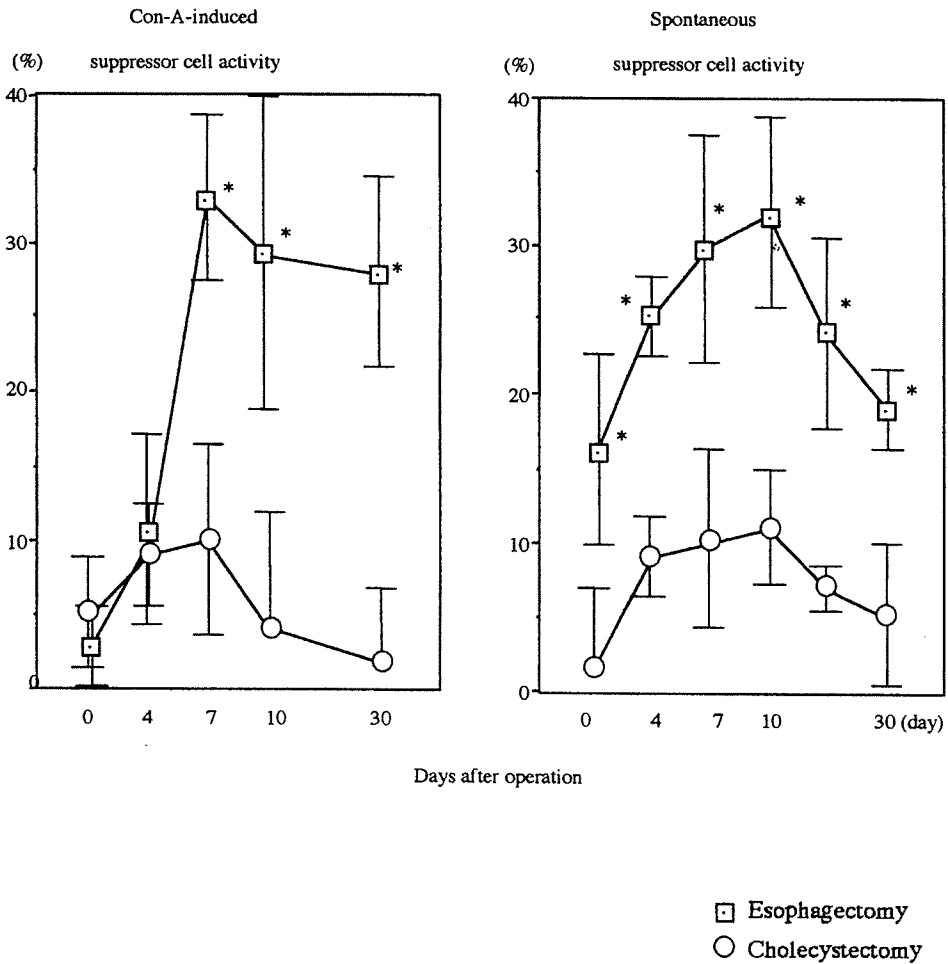 Con-A-induced
(%) suppressor cell activity
40
30
20
10
0
* * *
0 4 7 10 30
Spontaneous
(%) suppressor cell activity
40
30
20
10
0
* * * * * *
0 4 7 10 30 (day)
Days after operation
Esophagectomy
Cholecystectomy